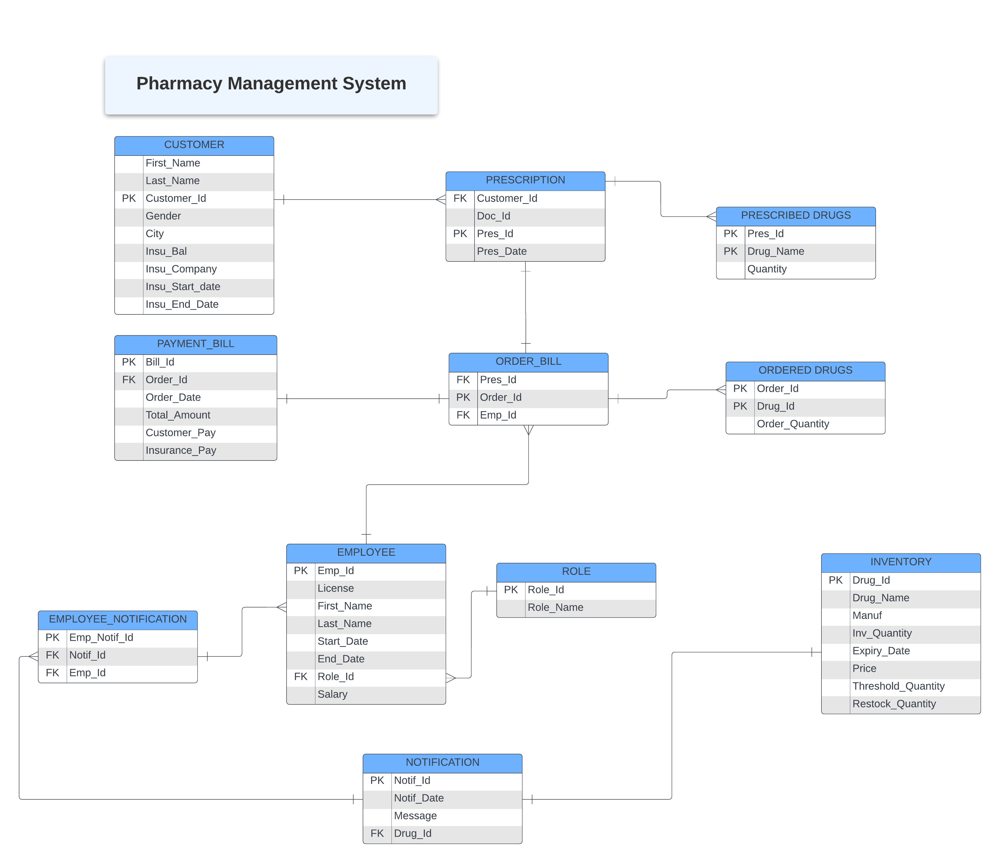 Pharmacy Management System
CUSTOMER
First_Name
Last_Name
PK Customer_Id
Gender
City
Insu_Bal
Insu_Company
Insu_Start_date
Insu_End_Date
PRESCRIPTION
FK Customer_Id
Doc_Id
PK Pres_Id
Pres_Date
PRESCRIBED DRUGS
PK Pres_Id
PK Drug_Name
Quantity
PAYMENT_BILL
PK Bill_Id
FK Order_Id
Order_Date
Total_Amount
Customer_Pay
Insurance_Pay
ORDER_BILL
FK Pres_Id
PK Order_Id
FK Emp_Id
ORDERED DRUGS
PK Order_Id
PK Drug_Id
Order_Quantity
EMPLOYEE
PK Emp_Id
License
First_Name
Last_Name
Start_Date
End_Date
FK Role_Id
Salary
ROLE
PK Role_Id
Role_Name
INVENTORY
PK Drug_Id
Drug_Name
Manuf
Inv_Quantity
Expiry_Date
Price
Threshold_Quantity
Restock_Quantity
EMPLOYEE_NOTIFICATION
PK Emp_Notif_Id
FK Notif_Id
FK Emp_Id
NOTIFICATION
PK Notif_Id
Notif_Date
Message
FK Drug_Id